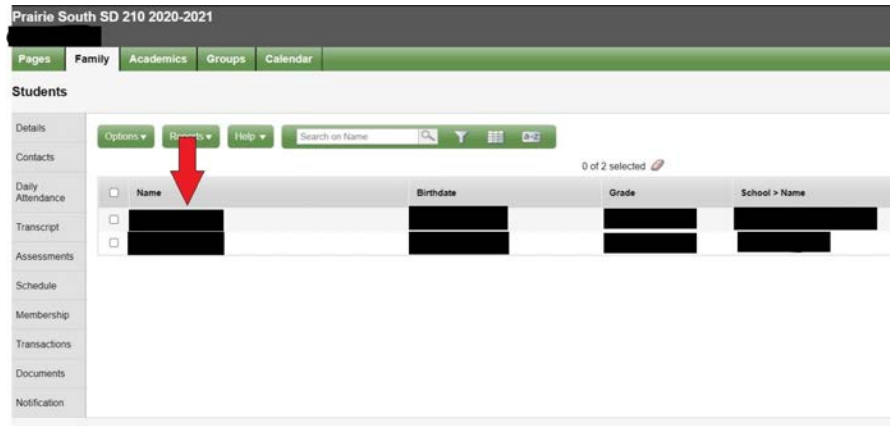 Prairie South SD 210 2020-2021
Pages Family Academics Groups Calendar
Students
Details
Contacts
Daily
Attendance
Transcript
Assessments
Schedule
Membership
Transactions
Documents
Notification
Options Reports Help Search on Name a-z
0 of 2 selected
Name Birthdate Grade School > Name